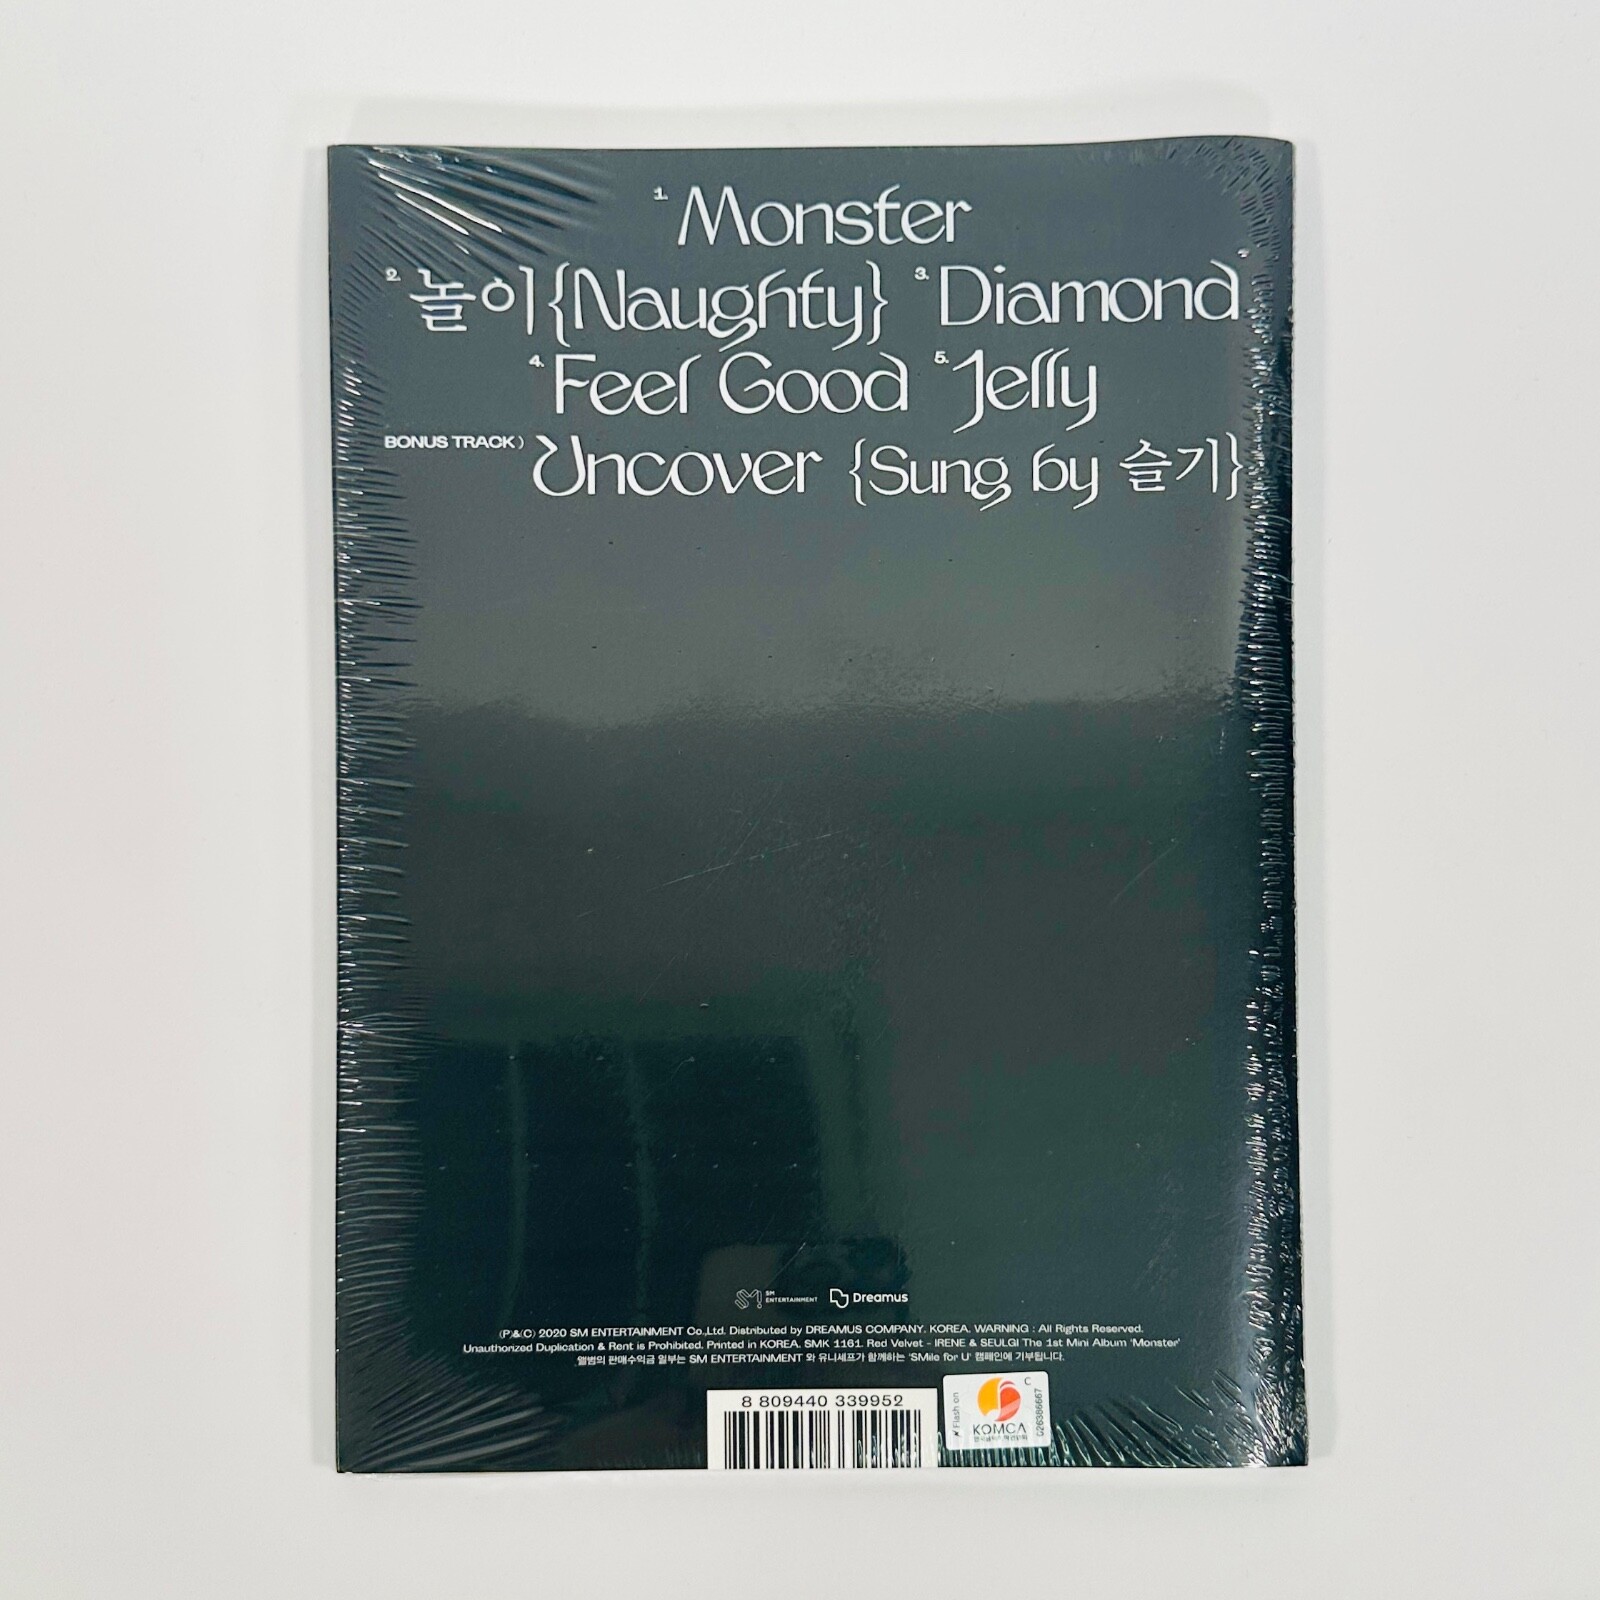 1. Monster
2. 놀이 {Naughty} 3. Diamond
4. Feel Good 5. Jelly
BONUS TRACK) Uncover {Sung by 슬기}
SM ENTERTAINMENT Dreamus
(P)&(C) 2020 SM ENTERTAINMENT Co.,Ltd. Distributed by DREAMUS COMPANY. KOREA. WARNING : All Rights Reserved.
Unauthorized Duplication & Rent is Prohibited. Printed in KOREA. SMK 1161. Red Velvet - IRENE & SEULGI The 1st Mini Album 'Monster'
앨범의 판매수익금 일부는 SM ENTERTAINMENT 와 유니세프가 함께하는 'SMile for U' 캠페인에 기부됩니다.
8 809440 339952
Flash on
C
KOMCA
C26386667